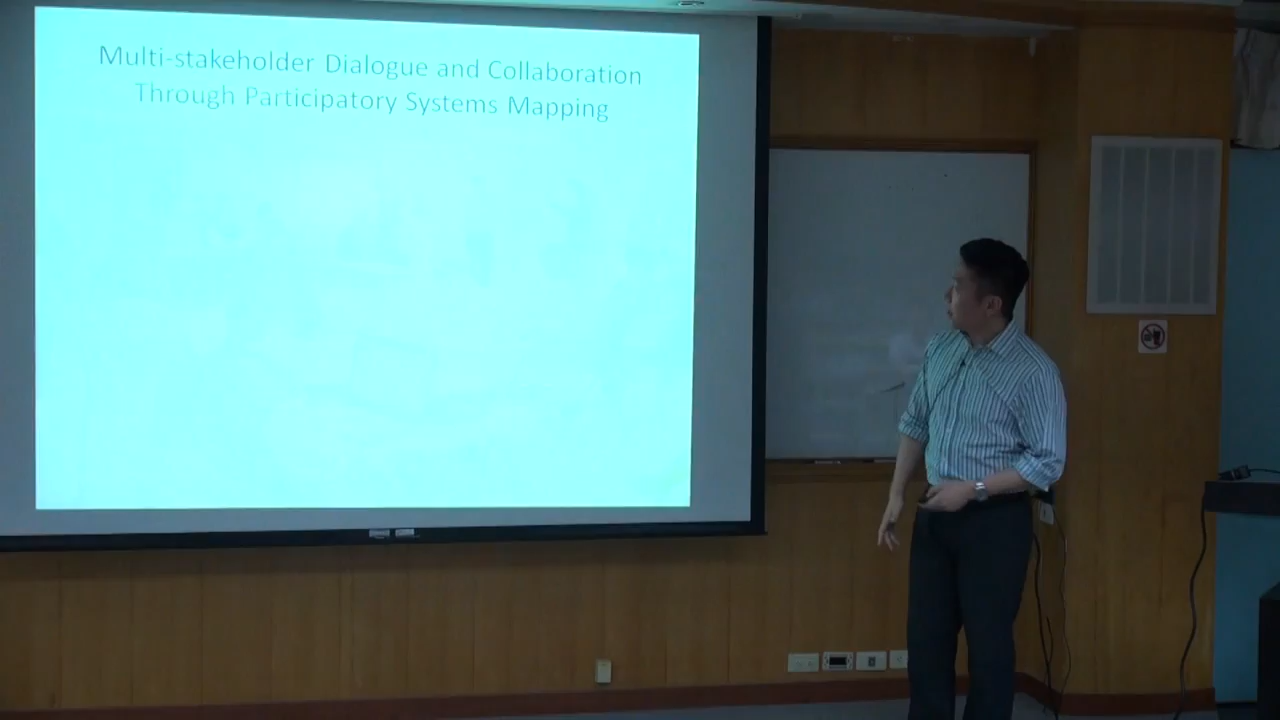 Multi-stakeholder Dialogue and Collaboration
Through Participatory Systems Mapping